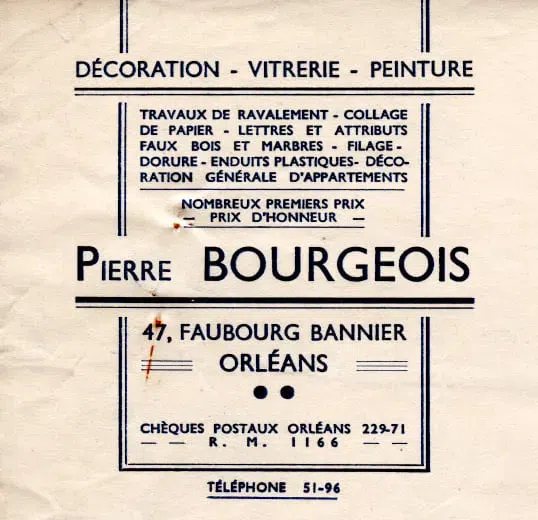 DÉCORATION - VITRERIE - PEINTURE
TRAVAUX DE RAVALEMENT - COLLAGE
DE PAPIER - LETTRES ET ATTRIBUTS
FAUX BOIS ET MARBRES - FILAGE -
DORURE - ENDUITS PLASTIQUES - DÉCO-
RATION GÉNÉRALE D'APPARTEMENTS
NOMBREUX PREMIERS PRIX
— PRIX D'HONNEUR —
PIERRE BOURGEOIS
47, FAUBOURG BANNIER
ORLÉANS
CHÈQUES POSTAUX ORLÉANS 229-71
— — R. M. 1166 — —
TÉLÉPHONE 51-96